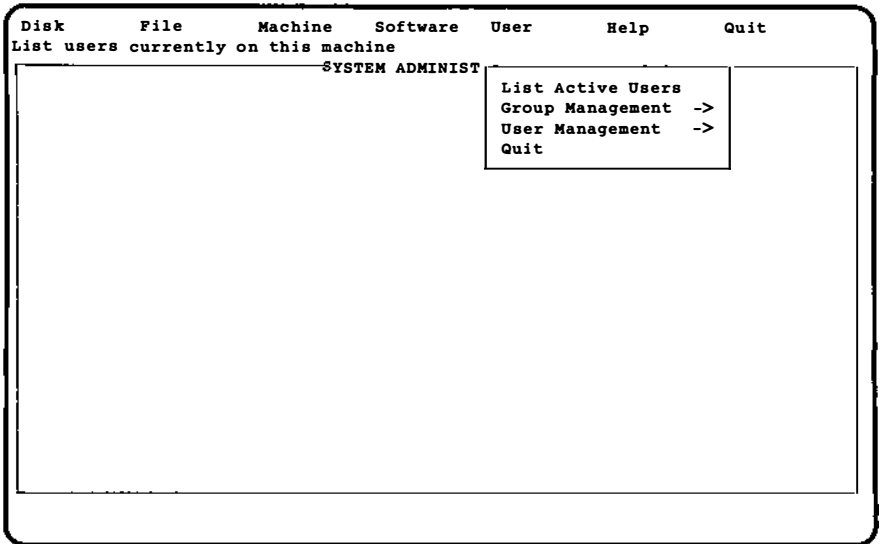 Disk File Machine Software User Help Quit
List users currently on this machine
SYSTEM ADMINIST
List Active Users
Group Management ->
User Management ->
Quit